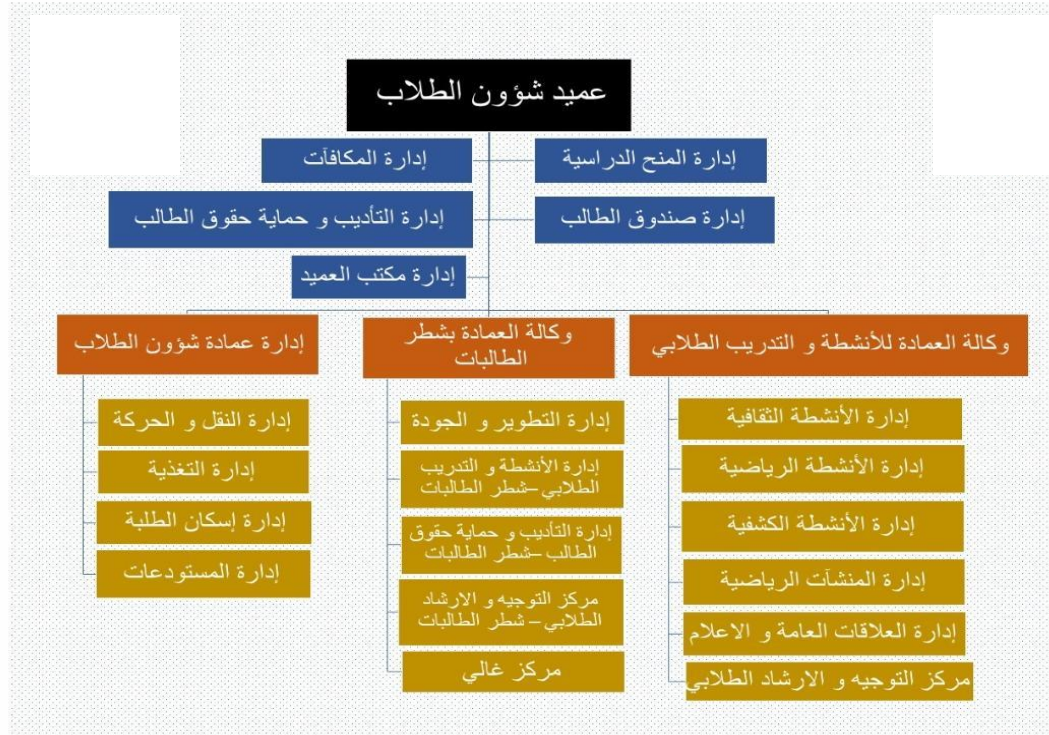 عميد شؤون الطلاب
إدارة المنح الدراسية
إدارة المكافآت
إدارة صندوق الطالب
إدارة التأديب و حماية حقوق الطالب
إدارة مكتب العميد
وكالة العمادة للأنشطة و التدريب الطلابي
إدارة الأنشطة الثقافية
إدارة الأنشطة الرياضية
إدارة الأنشطة الكشفية
إدارة المنشآت الرياضية
إدارة العلاقات العامة و الاعلام
مركز التوجيه و الارشاد الطلابي
وكالة العمادة بشطر
الطالبات
إدارة التطوير و الجودة
إدارة الأنشطة و التدريب
الطلابي –شطر الطالبات
إدارة التأديب و حماية حقوق
الطالب –شطر الطالبات
مركز التوجيه و الارشاد
الطلابي – شطر الطالبات
مركز غالي
إدارة عمادة شؤون الطلاب
إدارة النقل و الحركة
إدارة التغذية
إدارة إسكان الطلبة
إدارة المستودعات